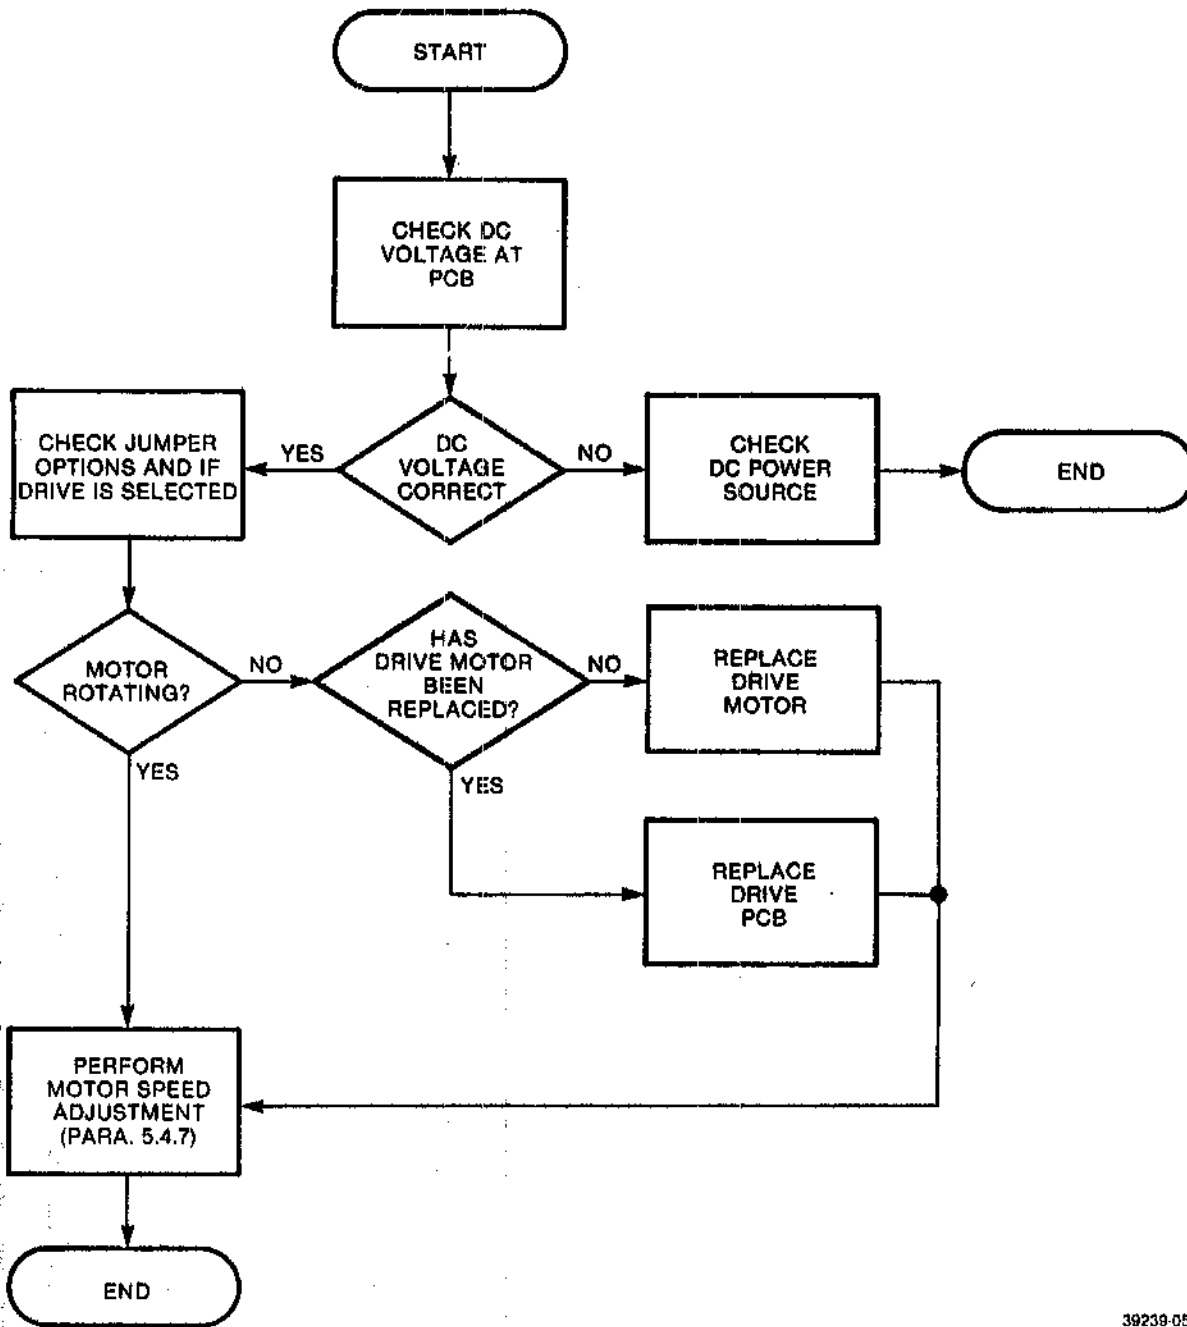 START
CHECK DC
VOLTAGE AT
PCB
CHECK JUMPER
OPTIONS AND IF
DRIVE IS SELECTED
YES
DC
VOLTAGE
CORRECT
NO
CHECK
DC POWER
SOURCE
END
MOTOR
ROTATING?
NO
HAS
DRIVE MOTOR
BEEN
REPLACED?
NO
REPLACE
DRIVE
MOTOR
YES
YES
REPLACE
DRIVE
PCB
PERFORM
MOTOR SPEED
ADJUSTMENT
(PARA. 5.4.7)
END
39239-05